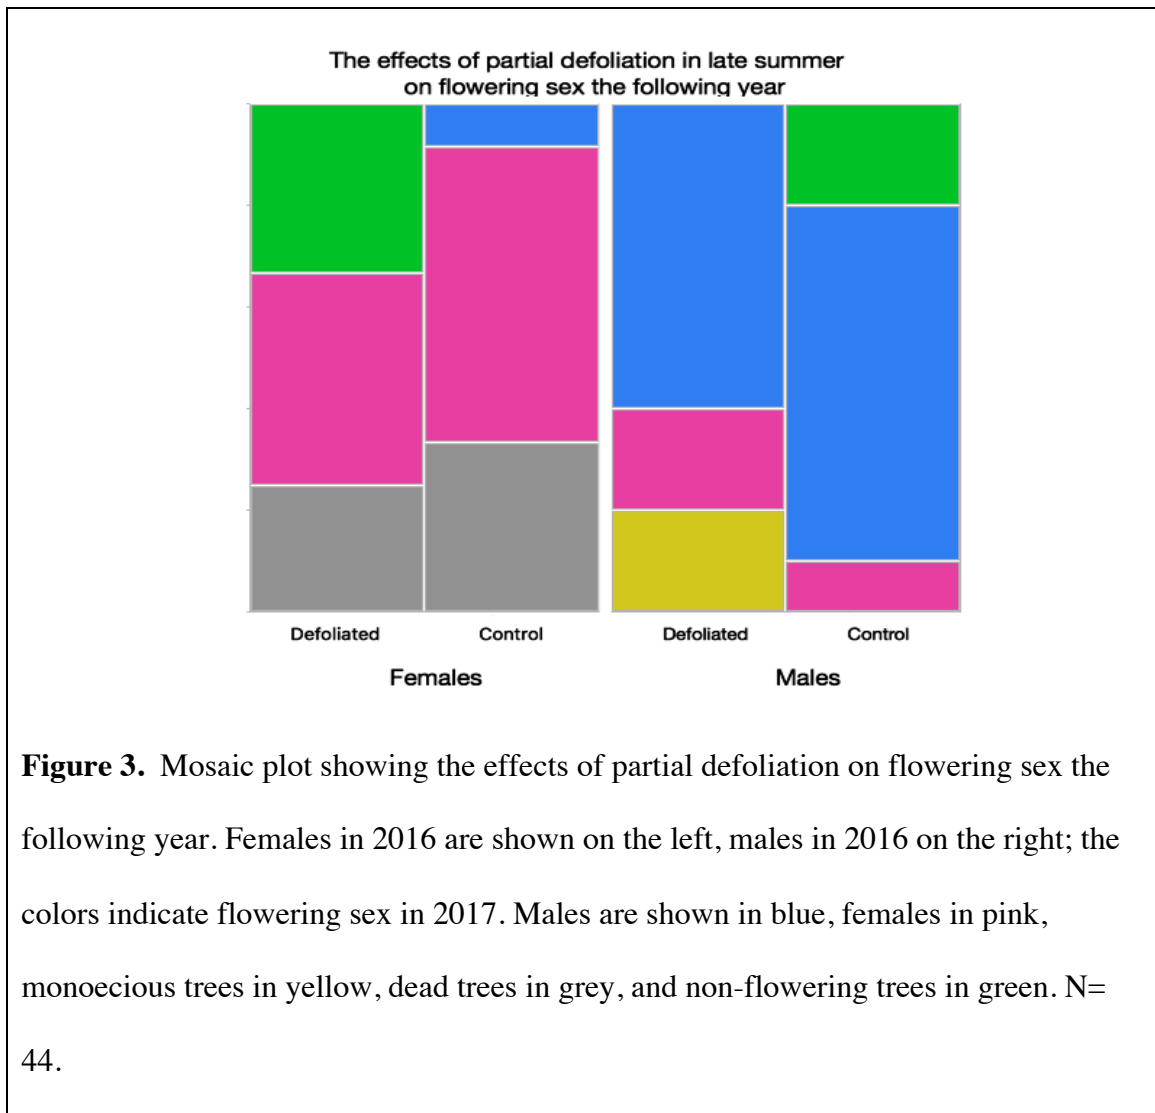 The effects of partial defoliation in late summer
on flowering sex the following year
Defoliated Control Defoliated Control
Females Males
Figure 3. Mosaic plot showing the effects of partial defoliation on flowering sex the
following year. Females in 2016 are shown on the left, males in 2016 on the right; the
colors indicate flowering sex in 2017. Males are shown in blue, females in pink,
monoecious trees in yellow, dead trees in grey, and non-flowering trees in green. N=
44.